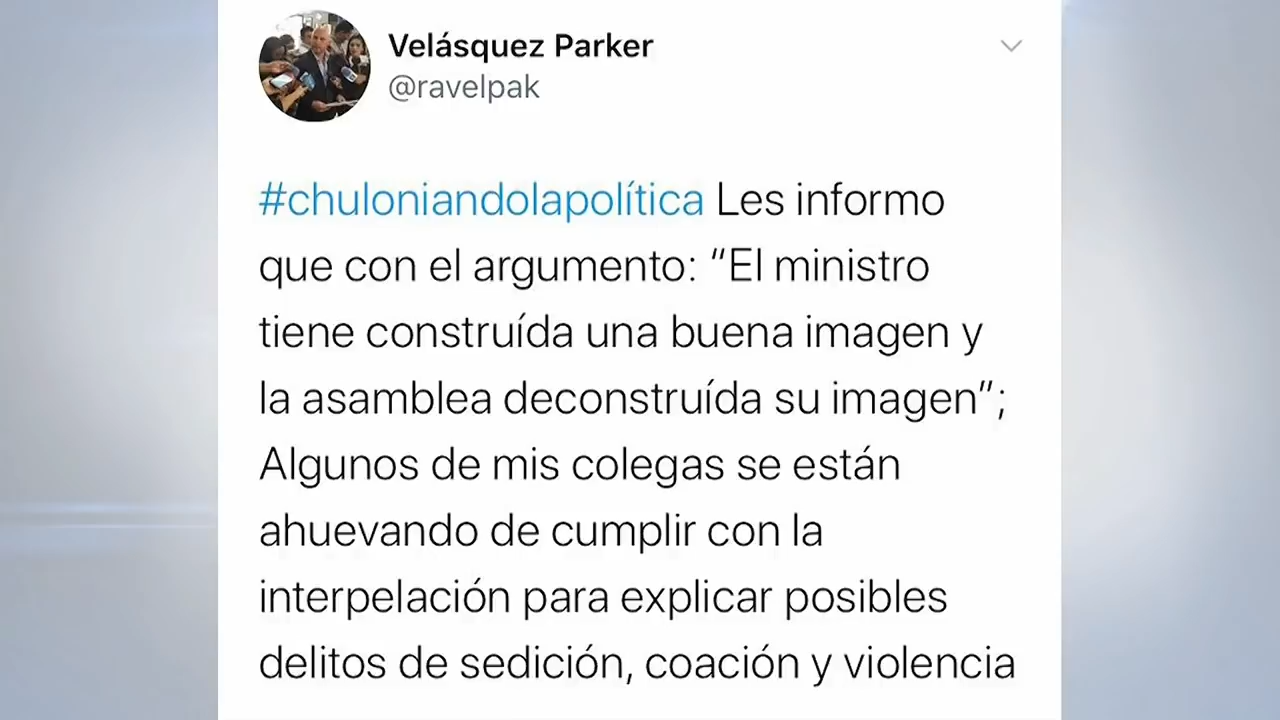 Velásquez Parker
@ravelpak
#chuloniandolapolítica Les informo
que con el argumento: “El ministro
tiene construída una buena imagen y
la asamblea deconstruída su imagen”;
Algunos de mis colegas se están
ahuevando de cumplir con la
interpelación para explicar posibles
delitos de sedición, coación y violencia